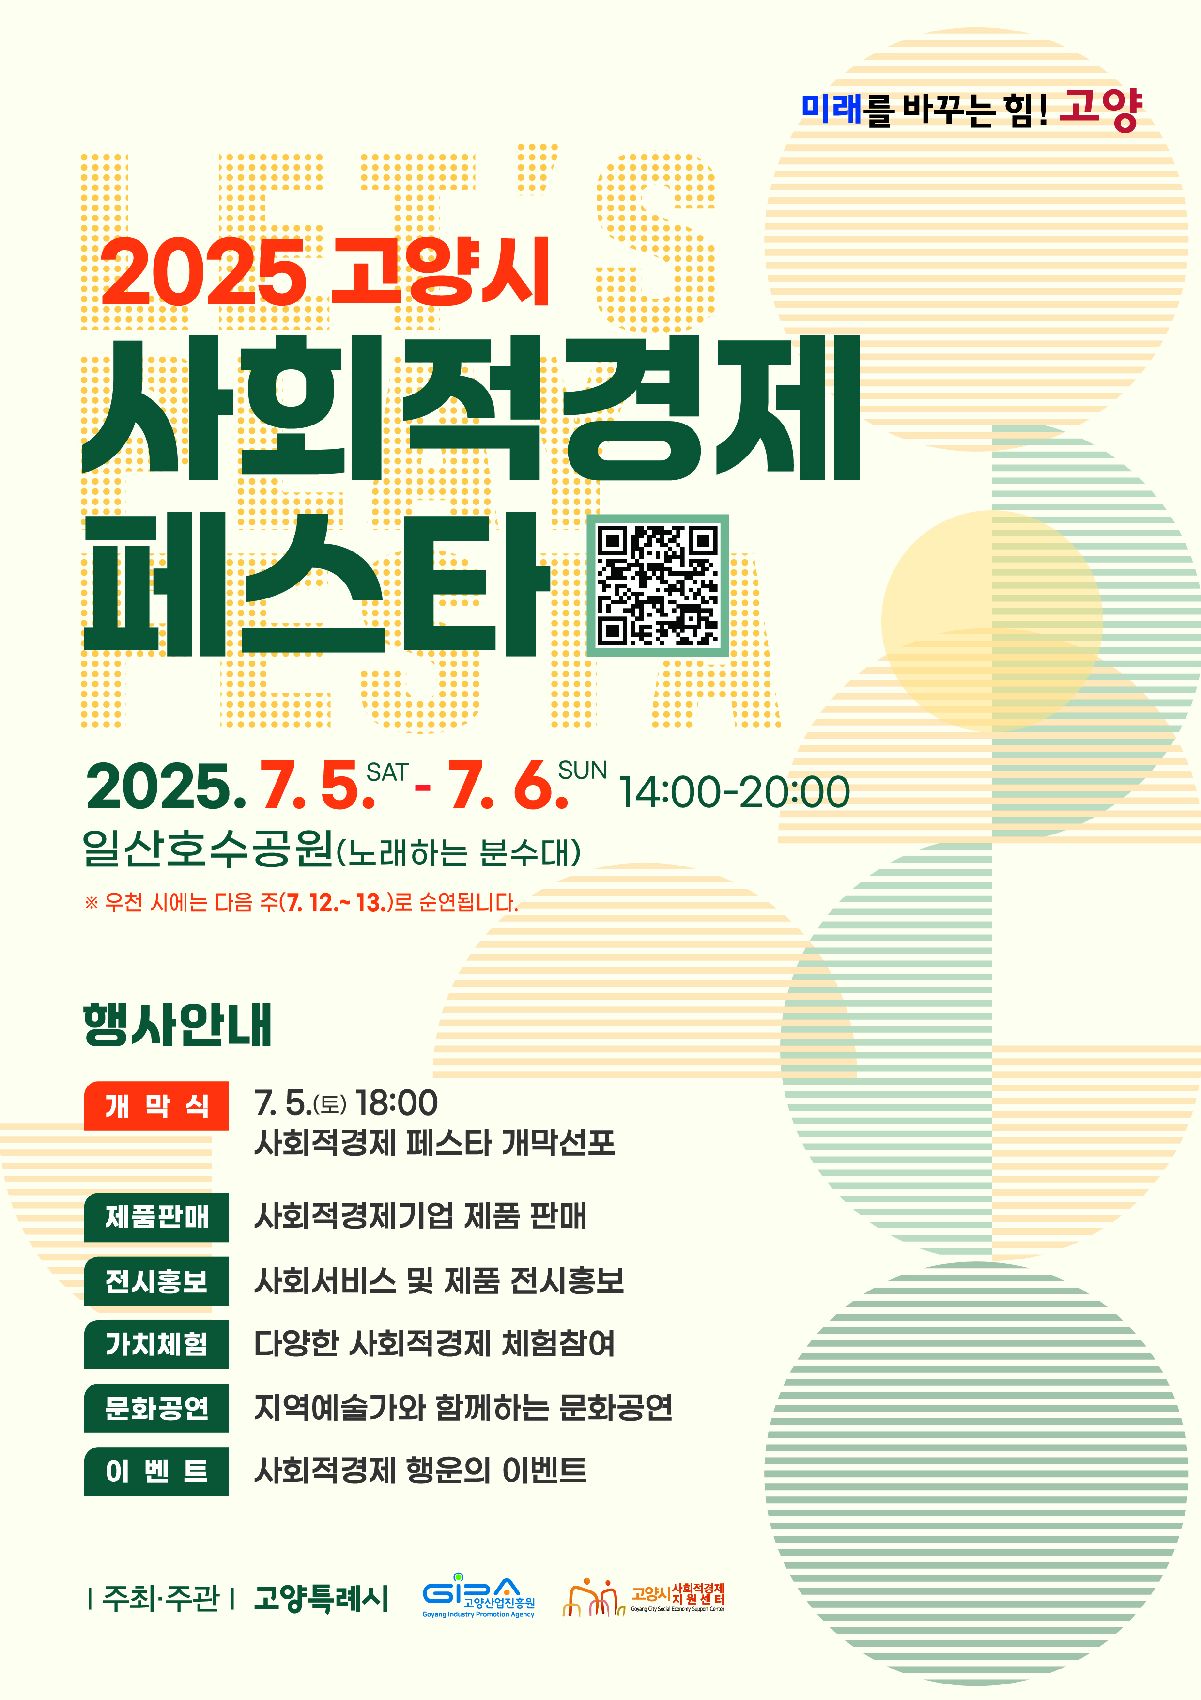 미래를 바꾸는 힘! 고양
LET'S
2025 고양시
사회적경제
페스타
FESTA
2025. 7. 5. SAT - 7. 6. SUN 14:00-20:00
일산호수공원(노래하는 분수대)
※ 우천 시에는 다음 주(7. 12.~ 13.)로 순연됩니다.
행사안내
개막식 7. 5.(토) 18:00
사회적경제 페스타 개막선포
제품판매 사회적경제기업 제품 판매
전시홍보 사회서비스 및 제품 전시홍보
가치체험 다양한 사회적경제 체험참여
문화공연 지역예술가와 함께하는 문화공연
이벤트 사회적경제 행운의 이벤트
| 주최·주관 | 고양특례시 GIPA 고양산업진흥원 고양시 사회적경제 지원센터
Goyang Industry Promotion Agency Goyang City Social Economy Support Center